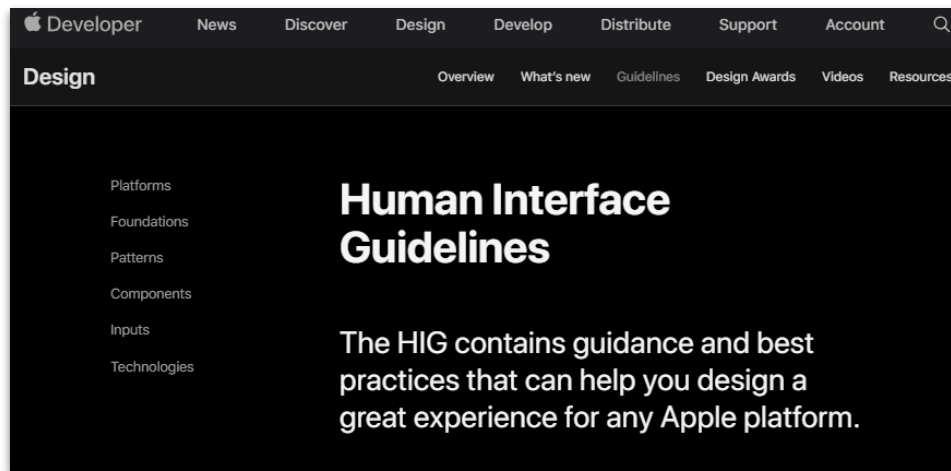 Developer News Discover Design Develop Distribute Support Account
Design Overview What's new Guidelines Design Awards Videos Resources
Platforms
Foundations
Patterns
Components
Inputs
Technologies
Human Interface
Guidelines
The HIG contains guidance and best
practices that can help you design a
great experience for any Apple platform.